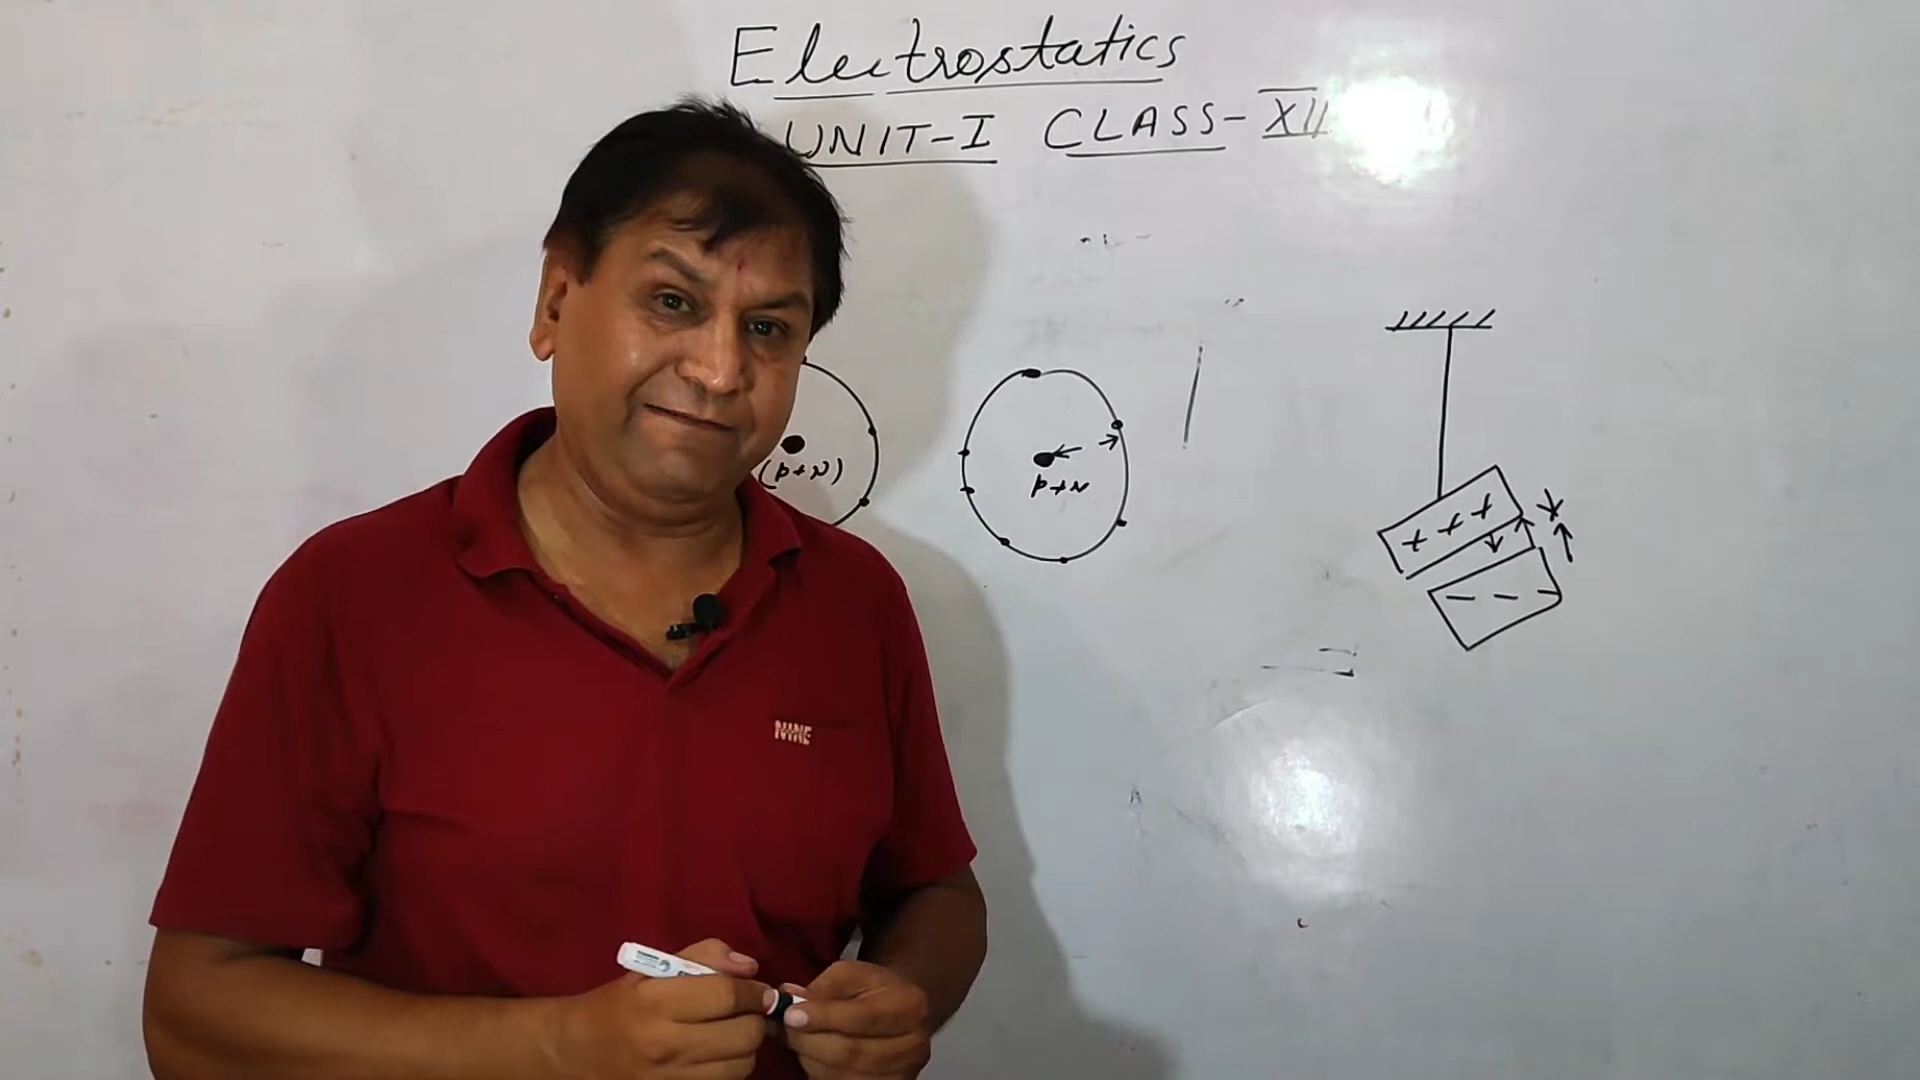 Electrostatics
UNIT-I CLASS-XII
(P+N)
P+N
+ + +
- - -
NINE